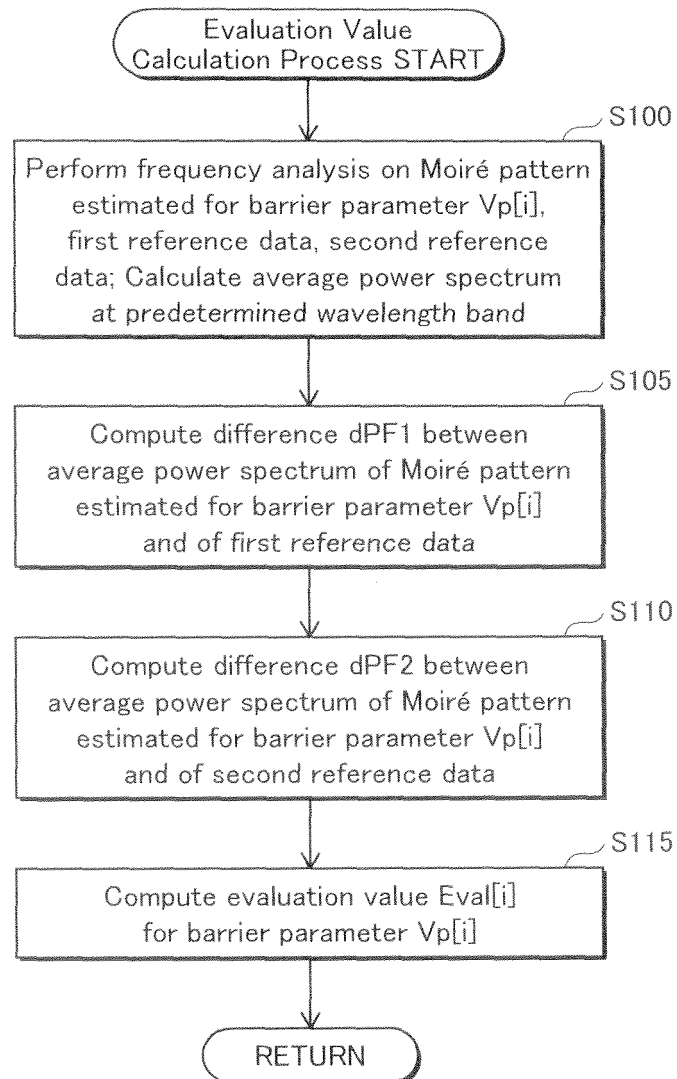 Evaluation Value
Calculation Process START
S100
Perform frequency analysis on Moiré pattern
estimated for barrier parameter Vp[i],
first reference data, second reference
data; Calculate average power spectrum
at predetermined wavelength band
S105
Compute difference dPF1 between
average power spectrum of Moiré pattern
estimated for barrier parameter Vp[i]
and of first reference data
S110
Compute difference dPF2 between
average power spectrum of Moiré pattern
estimated for barrier parameter Vp[i]
and of second reference data
S115
Compute evaluation value Eval[i]
for barrier parameter Vp[i]
RETURN